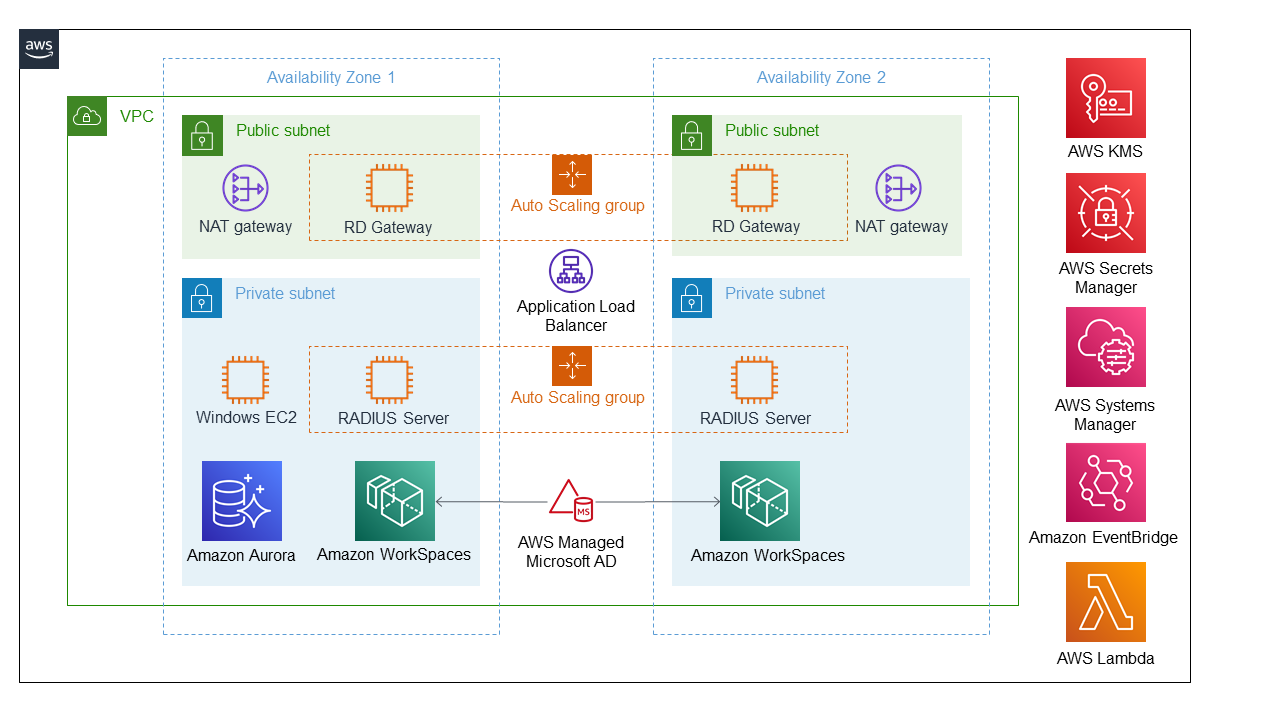 aws
Availability Zone 1
Availability Zone 2
VPC
Public subnet
Public subnet
NAT gateway
RD Gateway
Auto Scaling group
RD Gateway
NAT gateway
Application Load
Balancer
Private subnet
Private subnet
Windows EC2
RADIUS Server
Auto Scaling group
RADIUS Server
Amazon Aurora
Amazon WorkSpaces
MS
AWS Managed
Microsoft AD
Amazon WorkSpaces
AWS KMS
AWS Secrets
Manager
AWS Systems
Manager
Amazon EventBridge
AWS Lambda